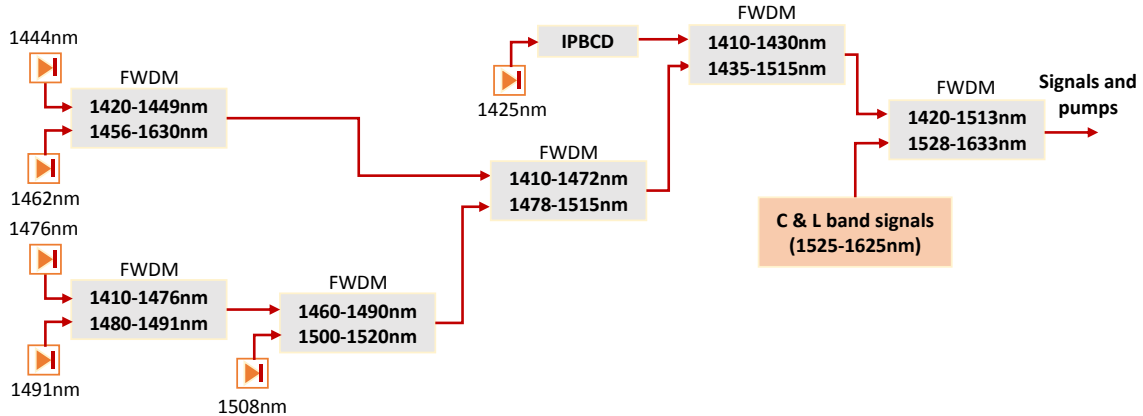 1444nm
FWDM
1420-1449nm
1456-1630nm
1462nm
1476nm
FWDM
1410-1476nm
1480-1491nm
1491nm
FWDM
1460-1490nm
1500-1520nm
1508nm
IPBCD
1425nm
FWDM
1410-1472nm
1478-1515nm
FWDM
1410-1430nm
1435-1515nm
FWDM
1420-1513nm
1528-1633nm
C & L band signals
(1525-1625nm)
Signals and
pumps